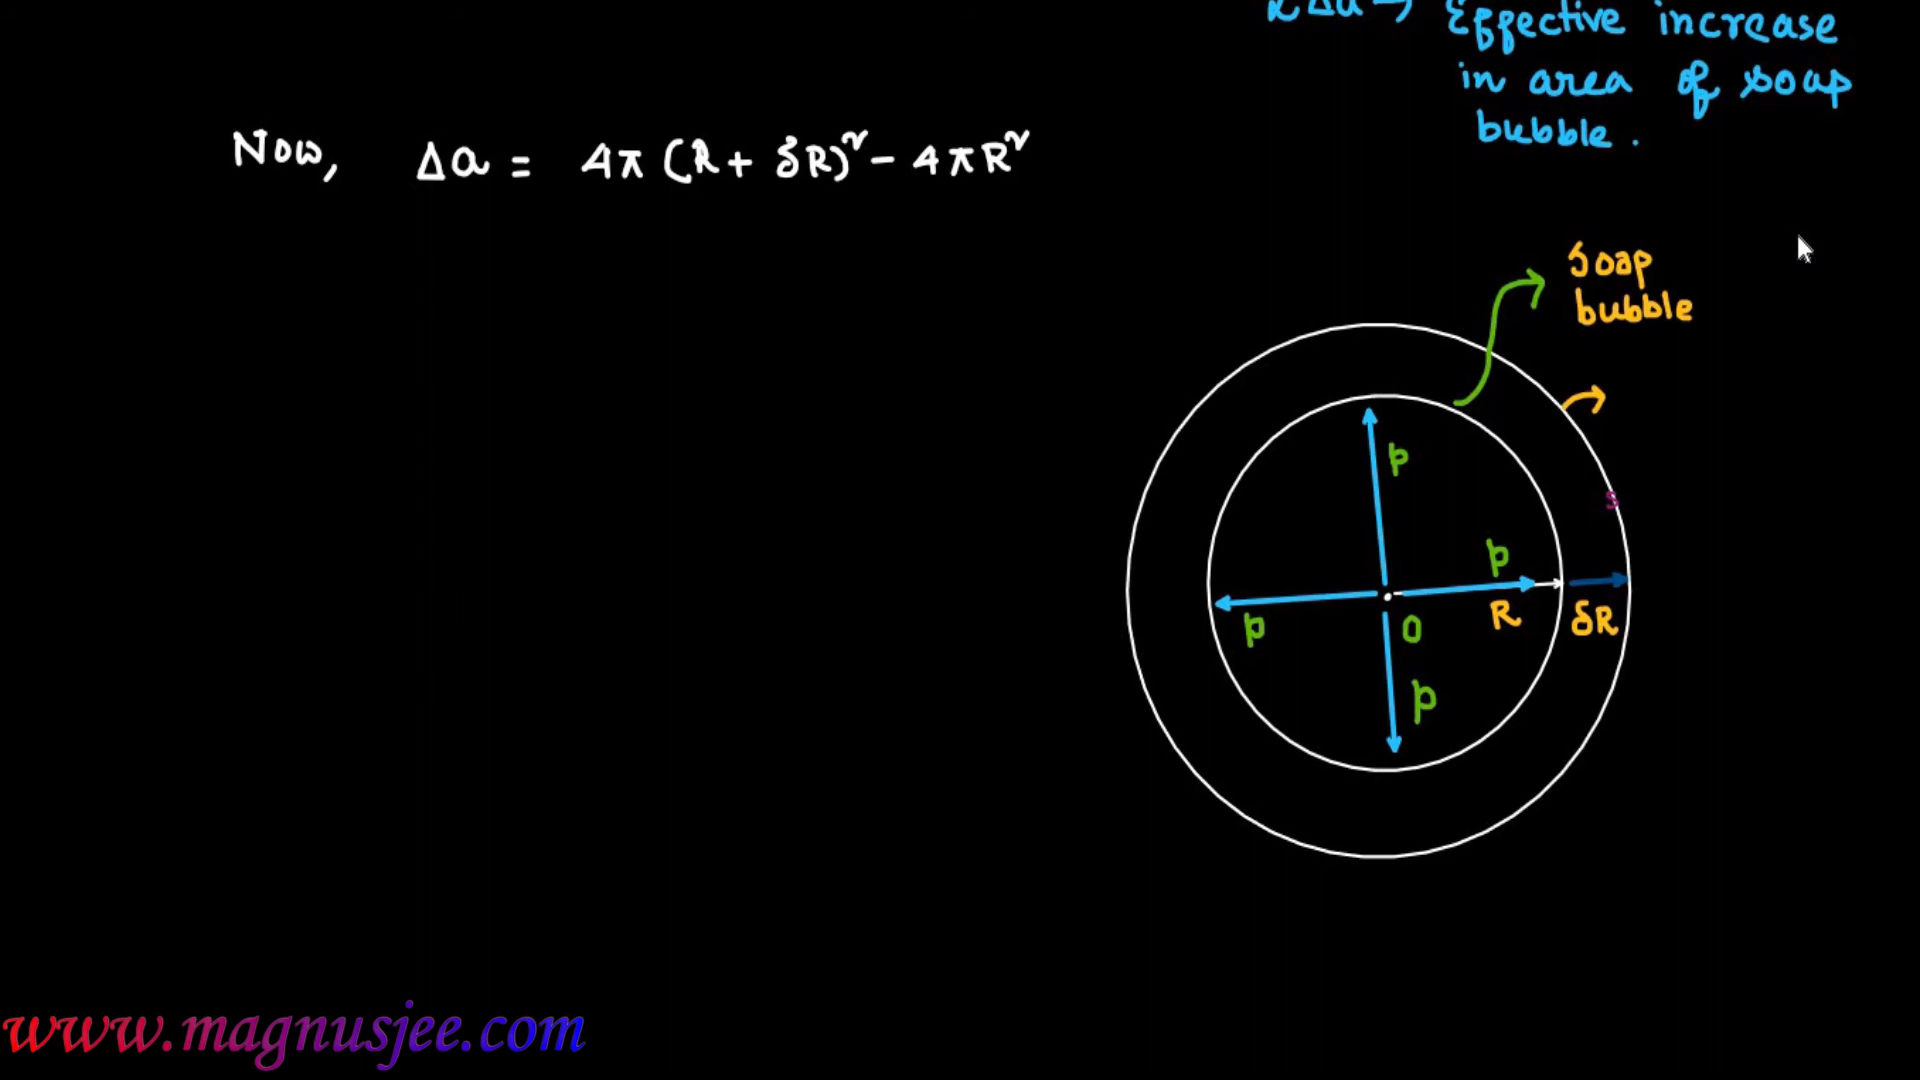 Effective increase
in area of soap
bubble.
Now, Δa = 4π (R + δR)² - 4πR²
Soap
bubble
p
s
p
R
δR
p
O
p
www.magnusjee.com